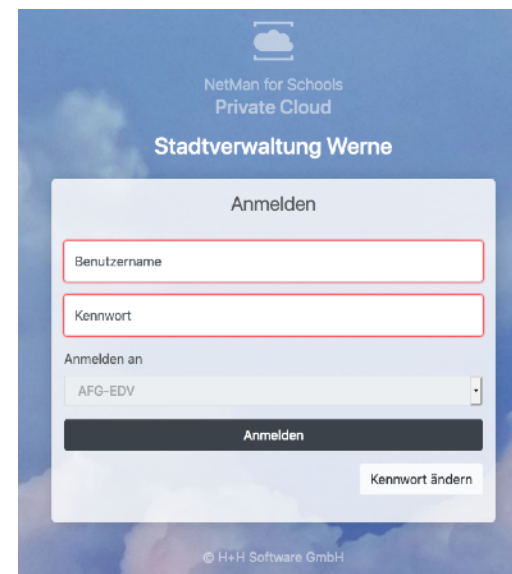 NetMan for Schools
Private Cloud
Stadtverwaltung Werne
Anmelden
Benutzername
Kennwort
Anmelden an
AFG-EDV
Anmelden
Kennwort ändern
© H+H Software GmbH